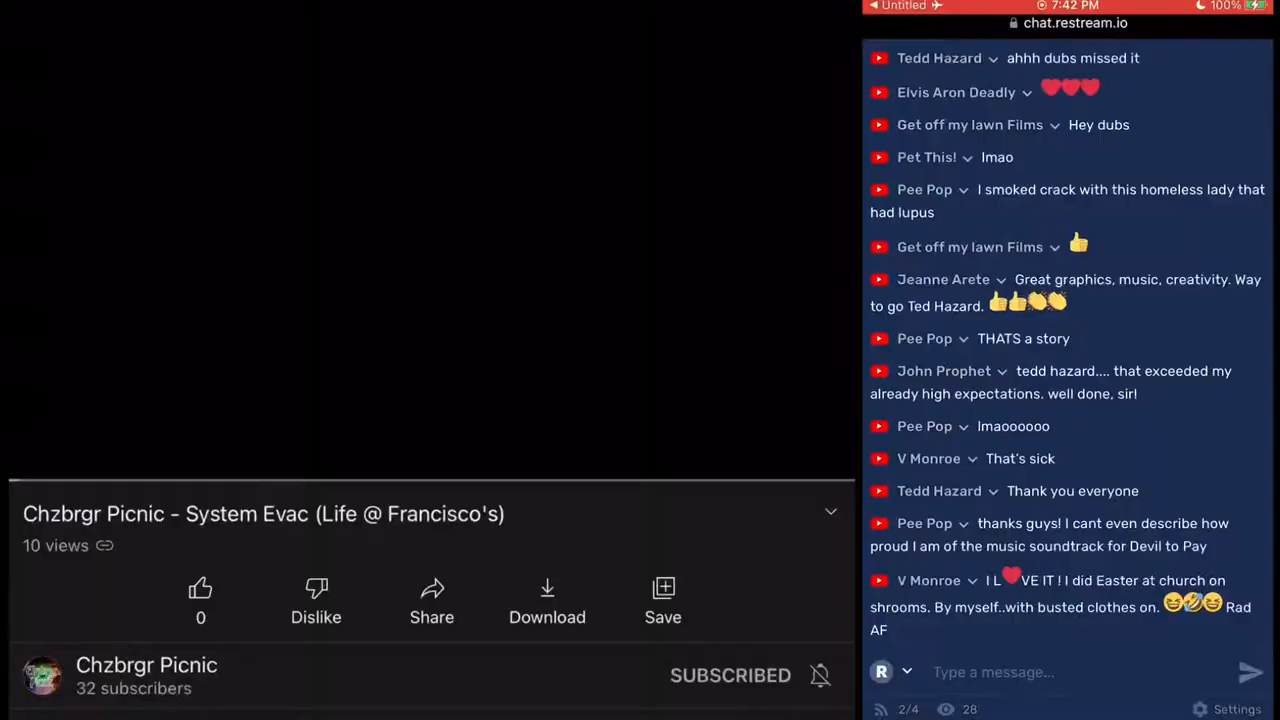 Chzbrgr Picnic - System Evac (Life @ Francisco's)
10 views
0
Dislike
Share
Download
Save
Chzbrgr Picnic
32 subscribers
SUBSCRIBED
Untitled
7:42 PM
100%
chat.restream.io
Tedd Hazard ahhh dubs missed it
Elvis Aron Deadly ❤️❤️❤️
Get off my lawn Films Hey dubs
Pet This! lmao
Pee Pop I smoked crack with this homeless lady that
had lupus
Get off my lawn Films 👍
Jeanne Arete Great graphics, music, creativity. Way
to go Ted Hazard. 👍👍👏👏
Pee Pop THATS a story
John Prophet tedd hazard.... that exceeded my
already high expectations. well done, sir!
Pee Pop lmaoooooo
V Monroe That's sick
Tedd Hazard Thank you everyone
Pee Pop thanks guys! I cant even describe how
proud I am of the music soundtrack for Devil to Pay
V Monroe I L❤️VE IT ! I did Easter at church on
shrooms. By myself..with busted clothes on. 😆🤣😆 Rad
AF
R
Type a message...
2/4
28
Settings